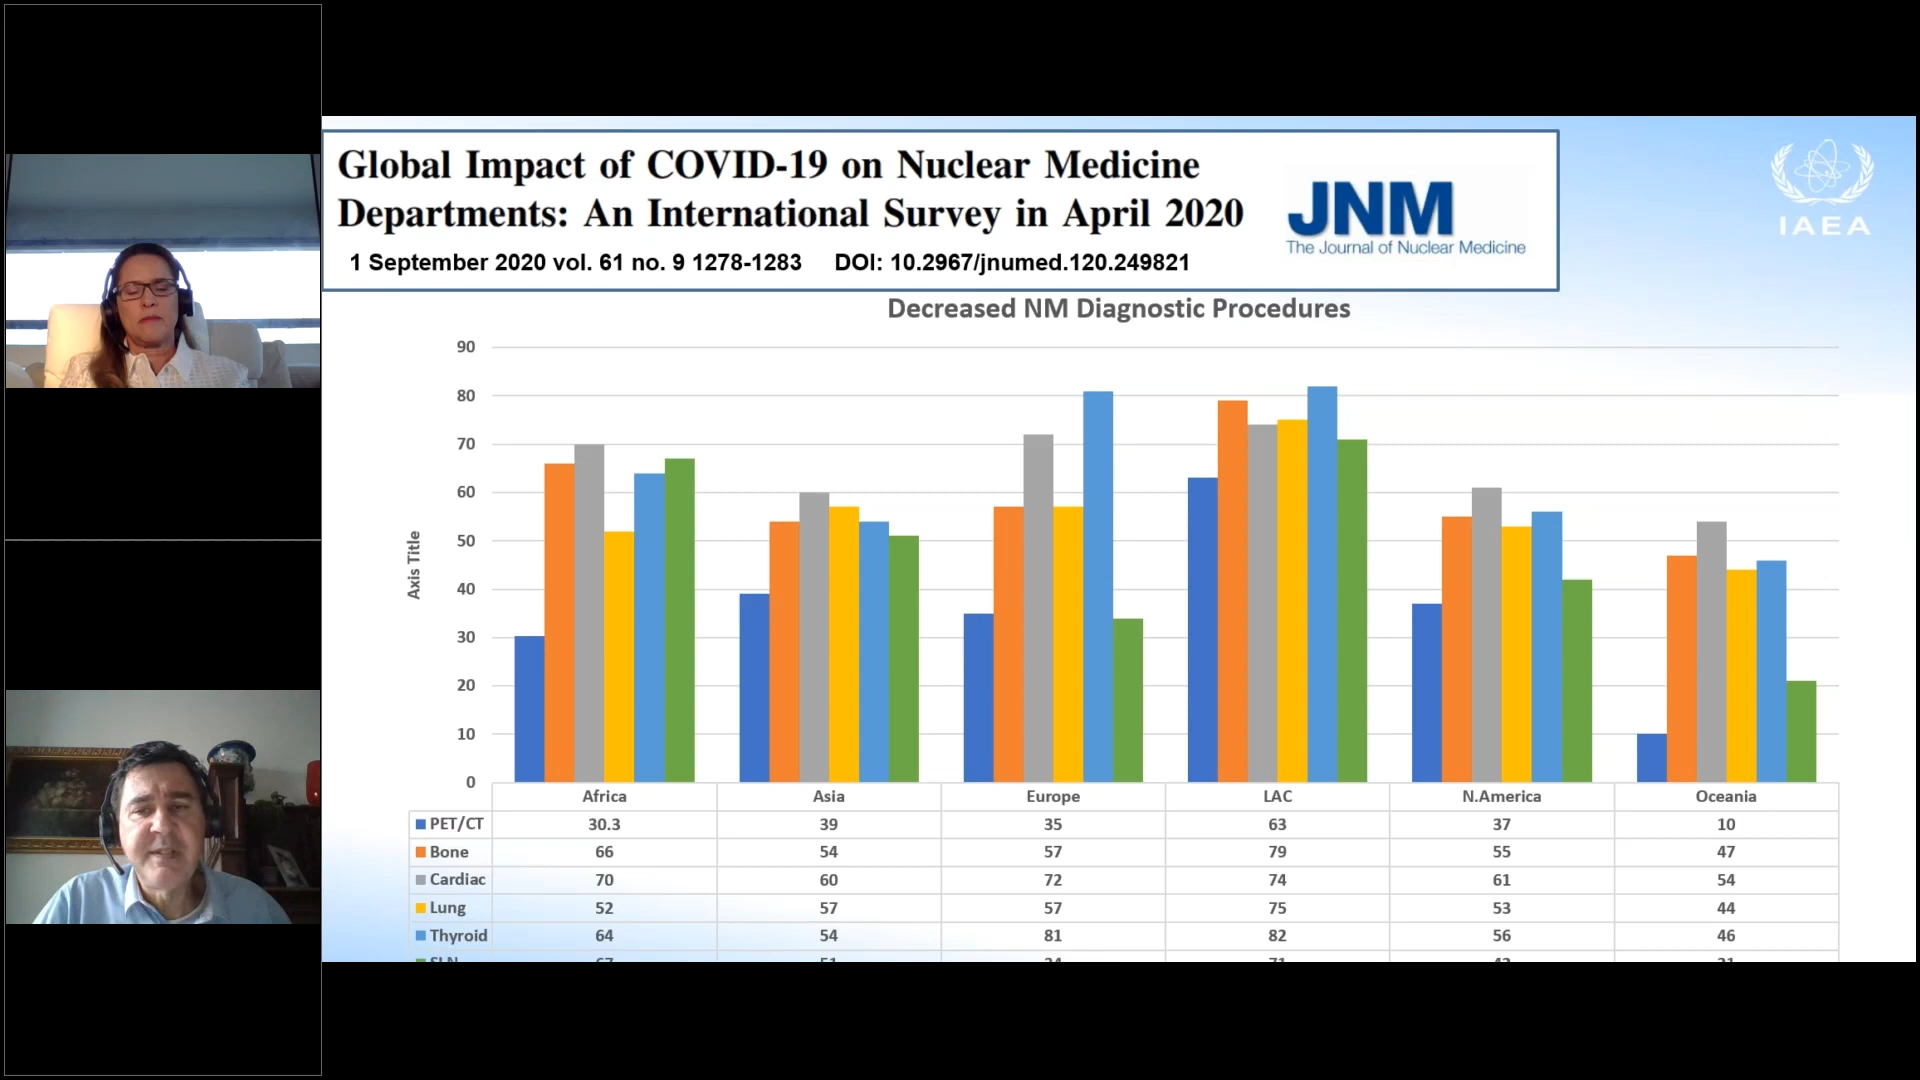 Global Impact of COVID-19 on Nuclear Medicine
Departments: An International Survey in April 2020
1 September 2020 vol. 61 no. 9 1278-1283 DOI: 10.2967/jnumed.120.249821
JNM
The Journal of Nuclear Medicine
IAEA
Decreased NM Diagnostic Procedures
90
80
70
60
50
40
30
20
10
0
Axis Title
Africa Asia Europe LAC N.America Oceania
PET/CT 30.3 39 35 63 37 10
Bone 66 54 57 79 55 47
Cardiac 70 60 72 74 61 54
Lung 52 57 57 75 53 44
Thyroid 64 54 81 82 56 46